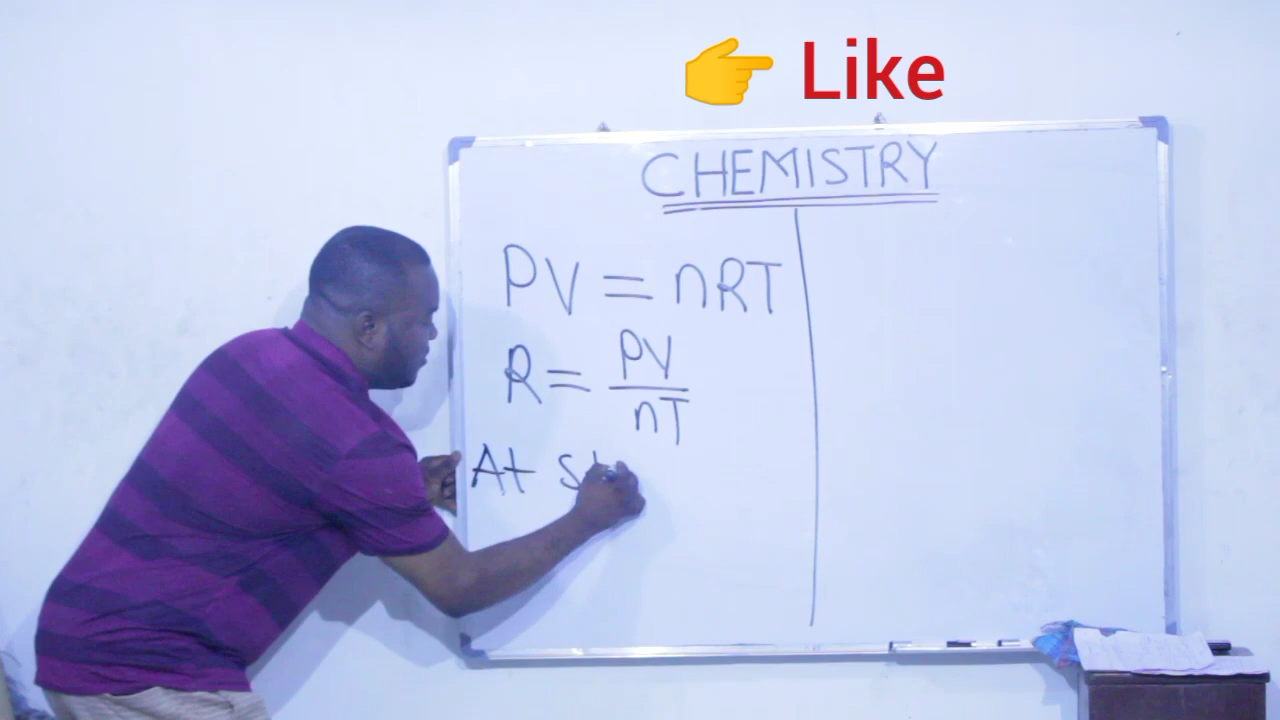 👉 Like
CHEMISTRY
PV = nRT
R = PV/nT
At